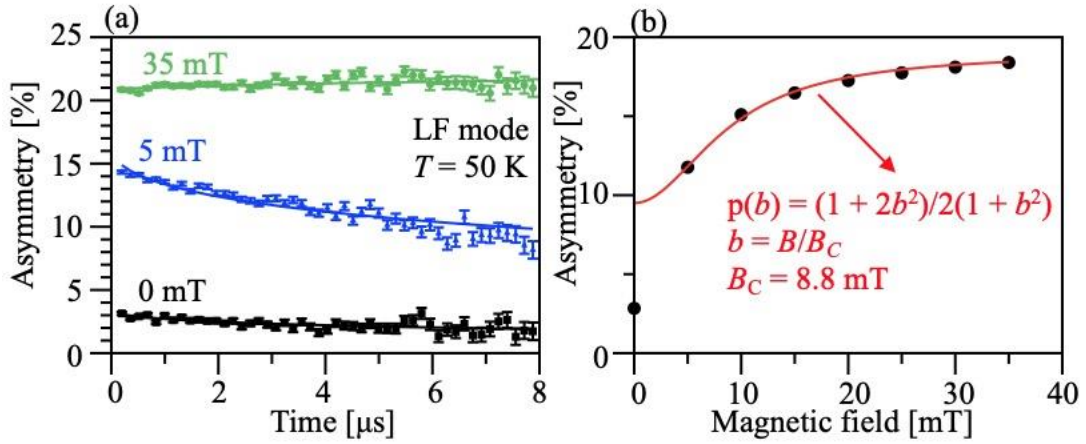 (a)
25
20
15
10
5
0
Asymmetry [%]
35 mT
5 mT
0 mT
LF mode
T = 50 K
0 2 4 6 8
Time [μs]
(b)
20
10
0
Asymmetry [%]
p(b) = (1 + 2b²)/2(1 + b²)
b = B/B_C
B_C = 8.8 mT
0 10 20 30 40
Magnetic field [mT]